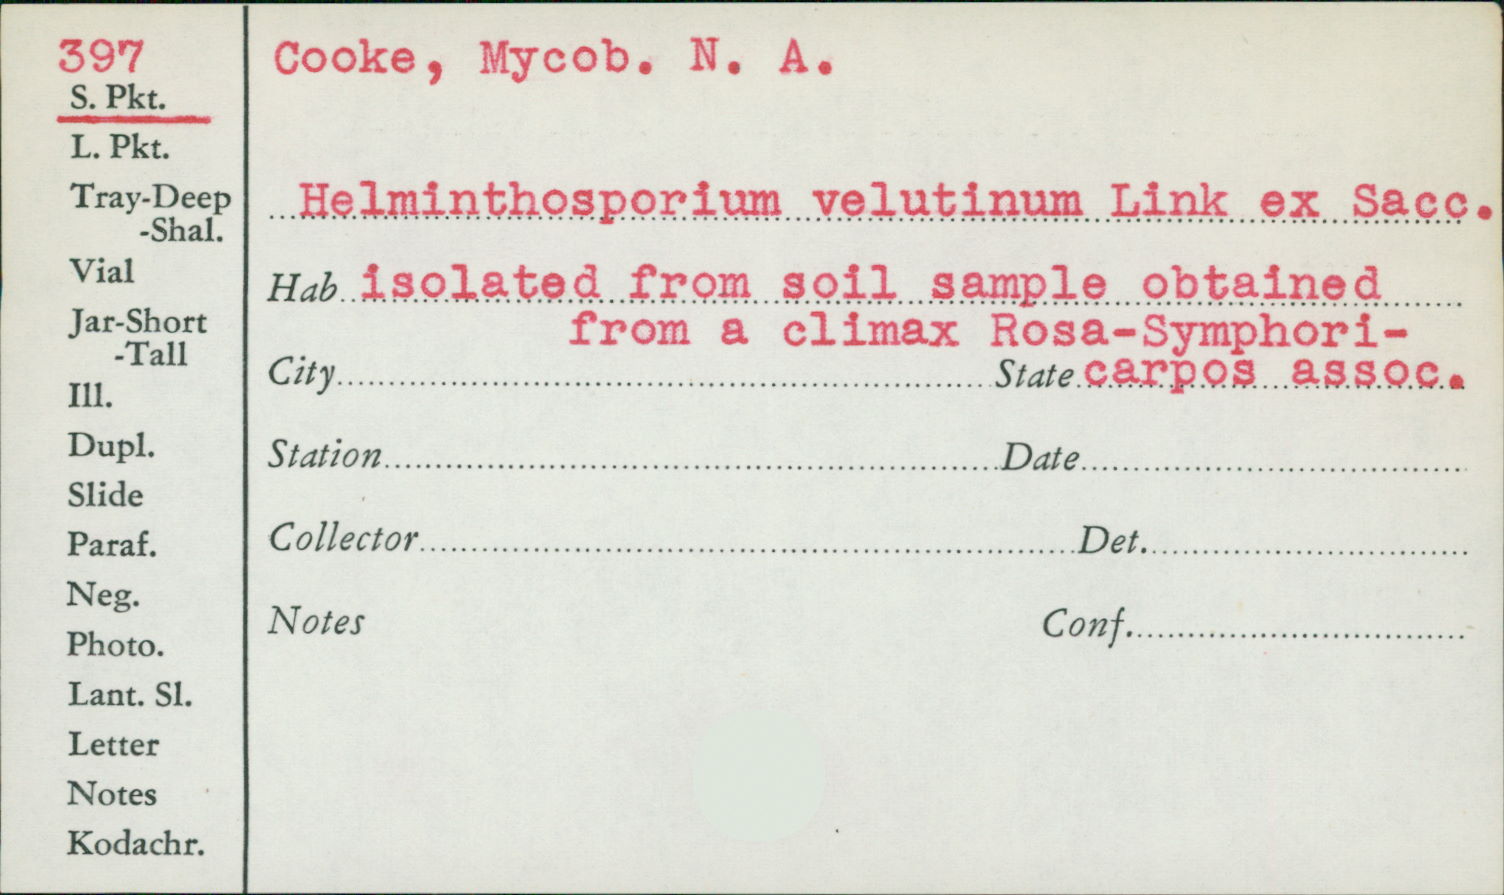 397
S. Pkt.
L. Pkt.
Tray-Deep
-Shal.
Vial
Jar-Short
-Tall
Ill.
Dupl.
Slide
Paraf.
Neg.
Photo.
Lant. Sl.
Letter
Notes
Kodachr.
Cooke, Mycob. N. A.
Helminthosporium velutinum Link ex Sacc.
Hab. isolated from soil sample obtained
from a climax Rosa-Symphori-
City State carpos assoc.
Station Date
Collector Det.
Notes Conf.